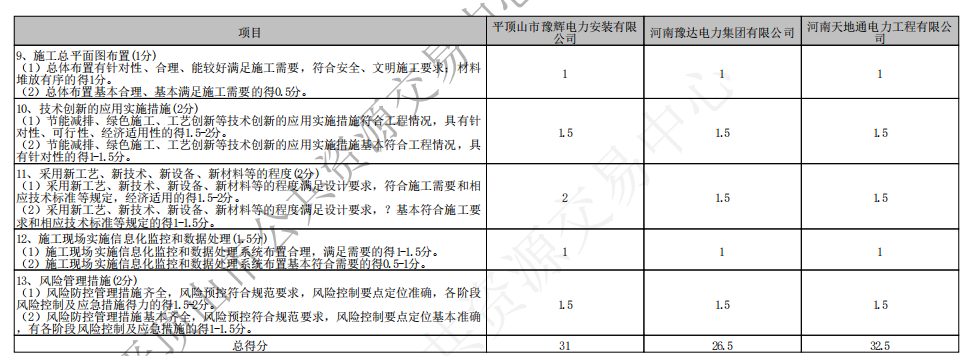 项目
平顶山市豫辉电力安装有限
公司
河南豫达电力集团有限公司
河南天地通电力工程有限公
司
9、施工总平面图布置(1分)
（1）总体布置有针对性、合理、能较好满足施工需要，符合安全、文明施工要求；材料
堆放有序的得1分。
（2）总体布置基本合理、基本满足施工需要的得0.5分。
1
1
1
10、技术创新的应用实施措施(2分)
（1）节能减排、绿色施工、工艺创新等技术创新的应用实施措施符合工程情况，具有针
对性、可行性、经济适用性的得1.5-2分。
（2）节能减排、绿色施工、工艺创新等技术创新的应用实施措施基本符合工程情况，具
有针对性的得1-1.5分。
1.5
1.5
1.5
11、采用新工艺、新技术、新设备、新材料等的程度(2分)
（1）采用新工艺、新技术、新设备、新材料等的程度满足设计要求，符合施工需要和相
应技术标准等规定，经济适用的得1.5-2分。
（2）采用新工艺、新技术、新设备、新材料等的程度满足设计要求，？基本符合施工要
求和相应技术标准等规定的得1-1.5分。
2
1.5
1.5
12、施工现场实施信息化监控和数据处理(1.5分)
（1）施工现场实施信息化监控和数据处理系统布置合理，满足需要的得1-1.5分。
（2）施工现场实施信息化监控和数据处理系统布置基本符合需要的得0.5-1分。
1
1
1
13、风险管理措施(2分)
（1）风险防控管理措施齐全，风险预控符合规范要求，风险控制要点定位准确，各阶段
风险控制及应急措施得力的得1.5-2分。
（2）风险防控管理措施基本齐全，风险预控符合规范要求，风险控制要点定位基本准确
，有各阶段风险控制及应急措施的得1-1.5分。
1.5
1.5
1.5
总得分
31
26.5
32.5
平顶山市公共资源交易中心
共资源交易中心